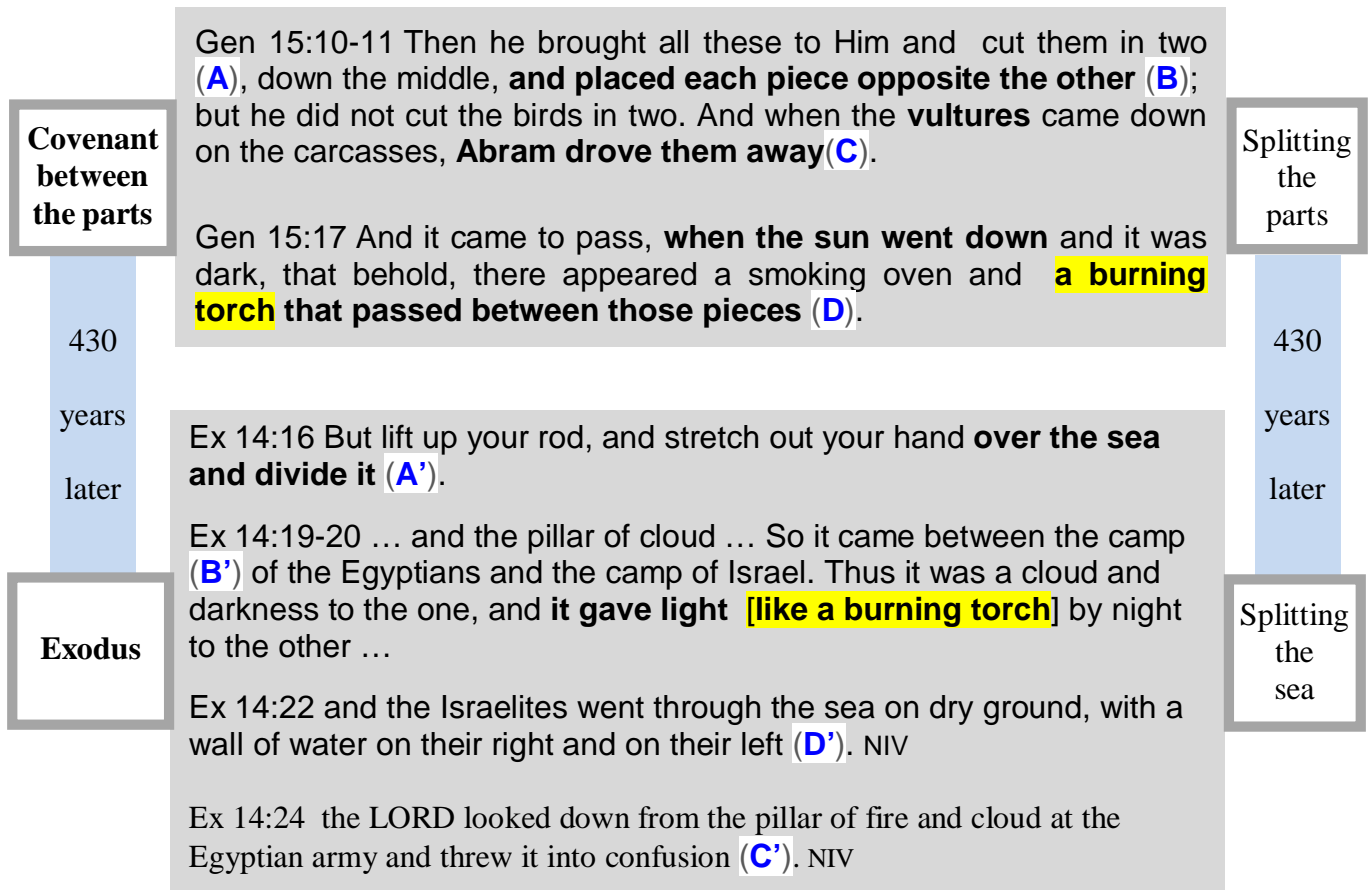 Gen 15:10-11 Then he brought all these to Him and cut them in two
(A), down the middle, and placed each piece opposite the other (B);
but he did not cut the birds in two. And when the vultures came down
on the carcasses, Abram drove them away(C).
Gen 15:17 And it came to pass, when the sun went down and it was
dark, that behold, there appeared a smoking oven and a burning
torch that passed between those pieces (D).
Covenant
between
the parts
Splitting
the
parts
430
years
later
430
years
later
Ex 14:16 But lift up your rod, and stretch out your hand over the sea
and divide it (A’).
Ex 14:19-20 … and the pillar of cloud … So it came between the camp
(B’) of the Egyptians and the camp of Israel. Thus it was a cloud and
darkness to the one, and it gave light [like a burning torch] by night
to the other …
Ex 14:22 and the Israelites went through the sea on dry ground, with a
wall of water on their right and on their left (D’). NIV
Ex 14:24 the LORD looked down from the pillar of fire and cloud at the
Egyptian army and threw it into confusion (C’). NIV
Exodus
Splitting
the
sea